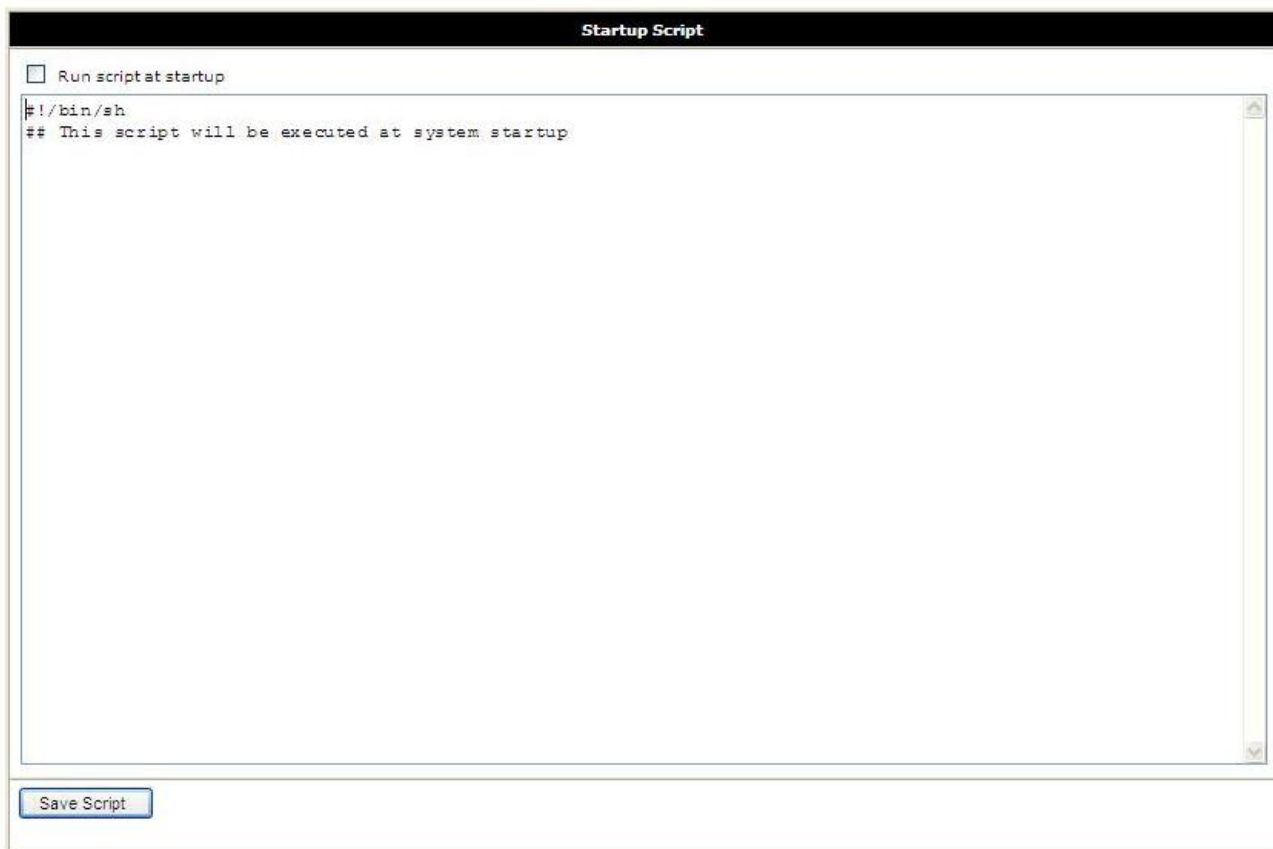 Startup Script
Run script at startup
#!/bin/sh
## This script will be executed at system startup
Save Script